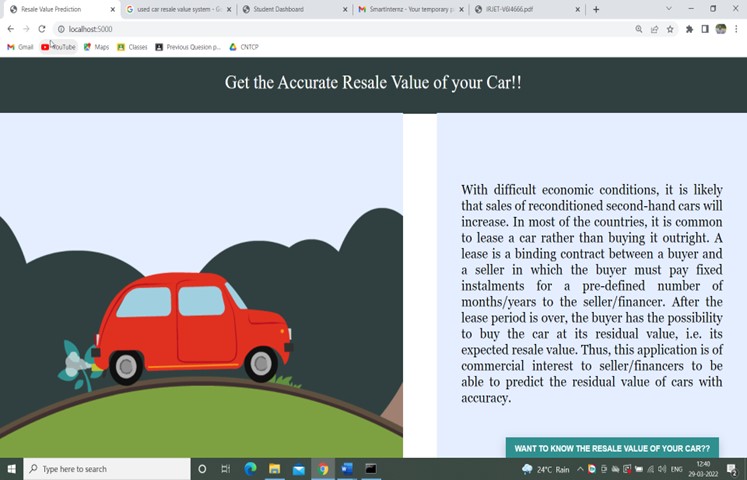 Resale Value Prediction
used car resale value system - G
Student Dashboard
SmartInternz - Your temporary p
IRJET-V6I4666.pdf
localhost:5000
Gmail
YouTube
Maps
Classes
Previous Quesion p...
CNTCP
Get the Accurate Resale Value of your Car!!
With difficult economic conditions, it is likely
that sales of reconditioned second-hand cars will
increase. In most of the countries, it is common
to lease a car rather than buying it outright. A
lease is a binding contract between a buyer and
a seller in which the buyer must pay fixed
instalments for a pre-defined number of
months/years to the seller/financer. After the
lease period is over, the buyer has the possibility
to buy the car at its residual value, i.e. its
expected resale value. Thus, this application is of
commercial interest to seller/financers to be
able to predict the residual value of cars with
accuracy.
WANT TO KNOW THE RESALE VALUE OF YOUR CAR??
Type here to search
24°C Rain
ENG
12:40
29-03-2022